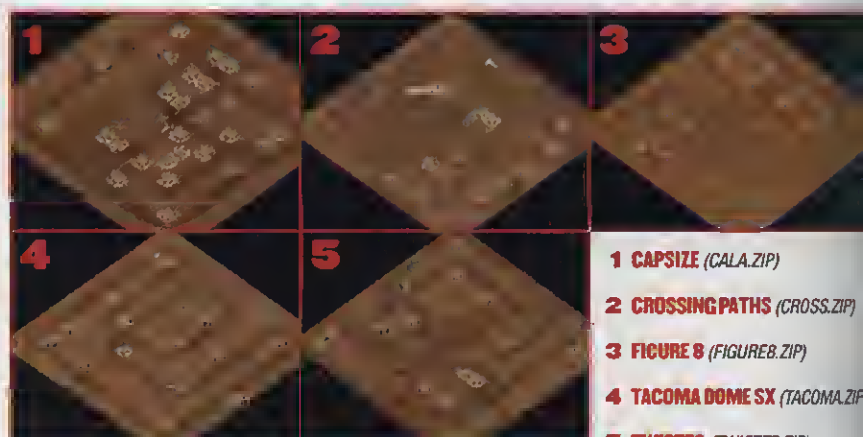 1
2
3
4
5
1 CAPSIZE (CALA.ZIP)
2 CROSSING PATHS (CROSS.ZIP)
3 FIGURE 8 (FIGURE8.ZIP)
4 TACOMA DOME SX (TACOMA.ZIP